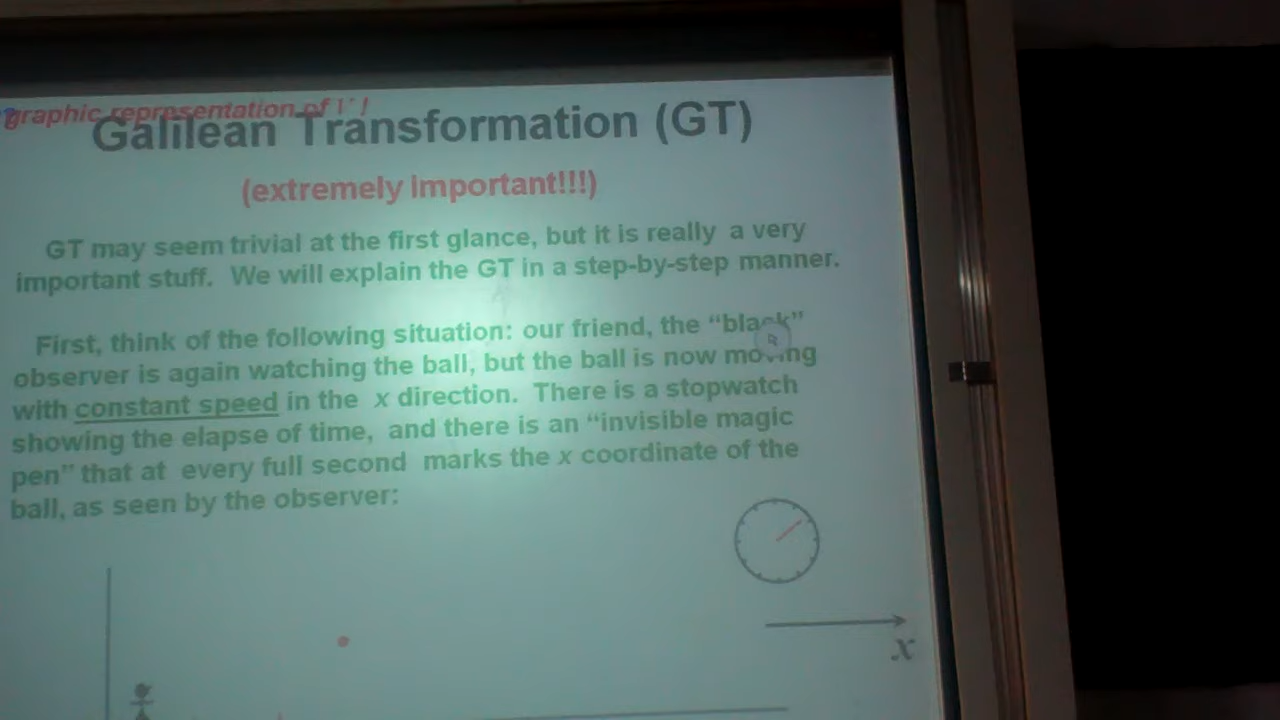 graphic representation of
Galilean Transformation (GT)
(extremely important!!!)
GT may seem trivial at the first glance, but it is really a very
important stuff. We will explain the GT in a step-by-step manner.
First, think of the following situation: our friend, the “black”
observer is again watching the ball, but the ball is now moving
with constant speed in the x direction. There is a stopwatch
showing the elapse of time, and there is an “invisible magic
pen” that at every full second marks the x coordinate of the
ball, as seen by the observer:
x